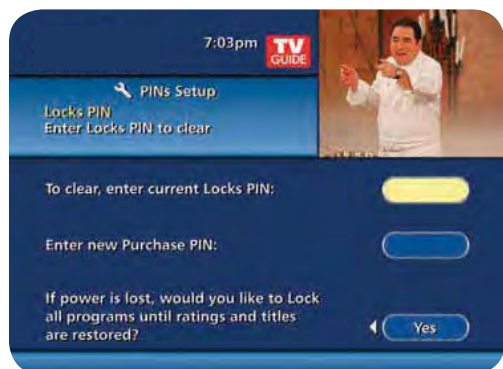 7:03pm
TV
GUIDE
PINs Setup
Locks PIN
Enter Locks PIN to clear
To clear, enter current Locks PIN:
Enter new Purchase PIN:
If power is lost, would you like to Lock
all programs until ratings and titles
are restored?
Yes